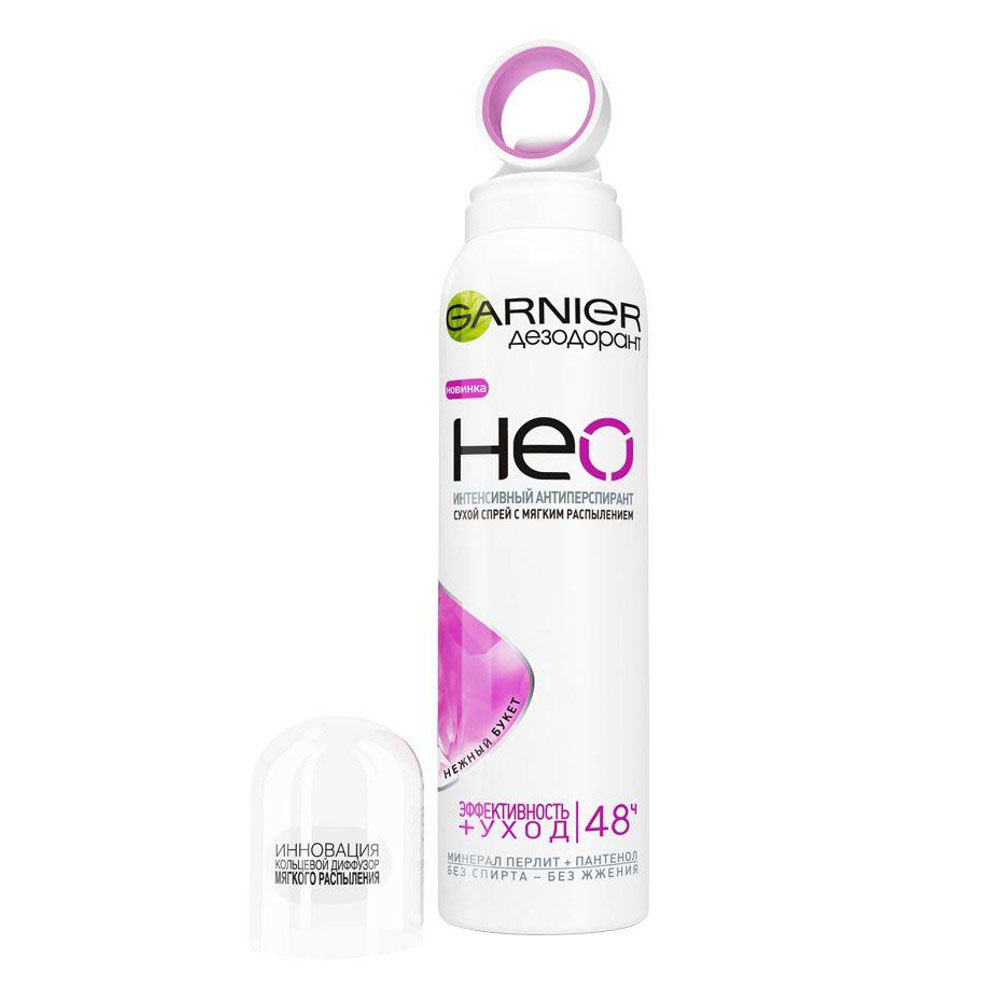 GARNIER
дезодорант
новинка
Нео
ИНТЕНСИВНЫЙ АНТИПЕРСПИРАНТ
СУХОЙ СПРЕЙ С МЯГКИМ РАСПЫЛЕНИЕМ
НЕЖНЫЙ БУКЕТ
ЭФФЕКТИВНОСТЬ
+ УХОД 48ч
МИНЕРАЛ ПЕРЛИТ + ПАНТЕНОЛ
БЕЗ СПИРТА – БЕЗ ЖЖЕНИЯ
ИННОВАЦИЯ
КОЛЬЦЕВОЙ ДИФФУЗОР
МЯГКОГО РАСПЫЛЕНИЯ